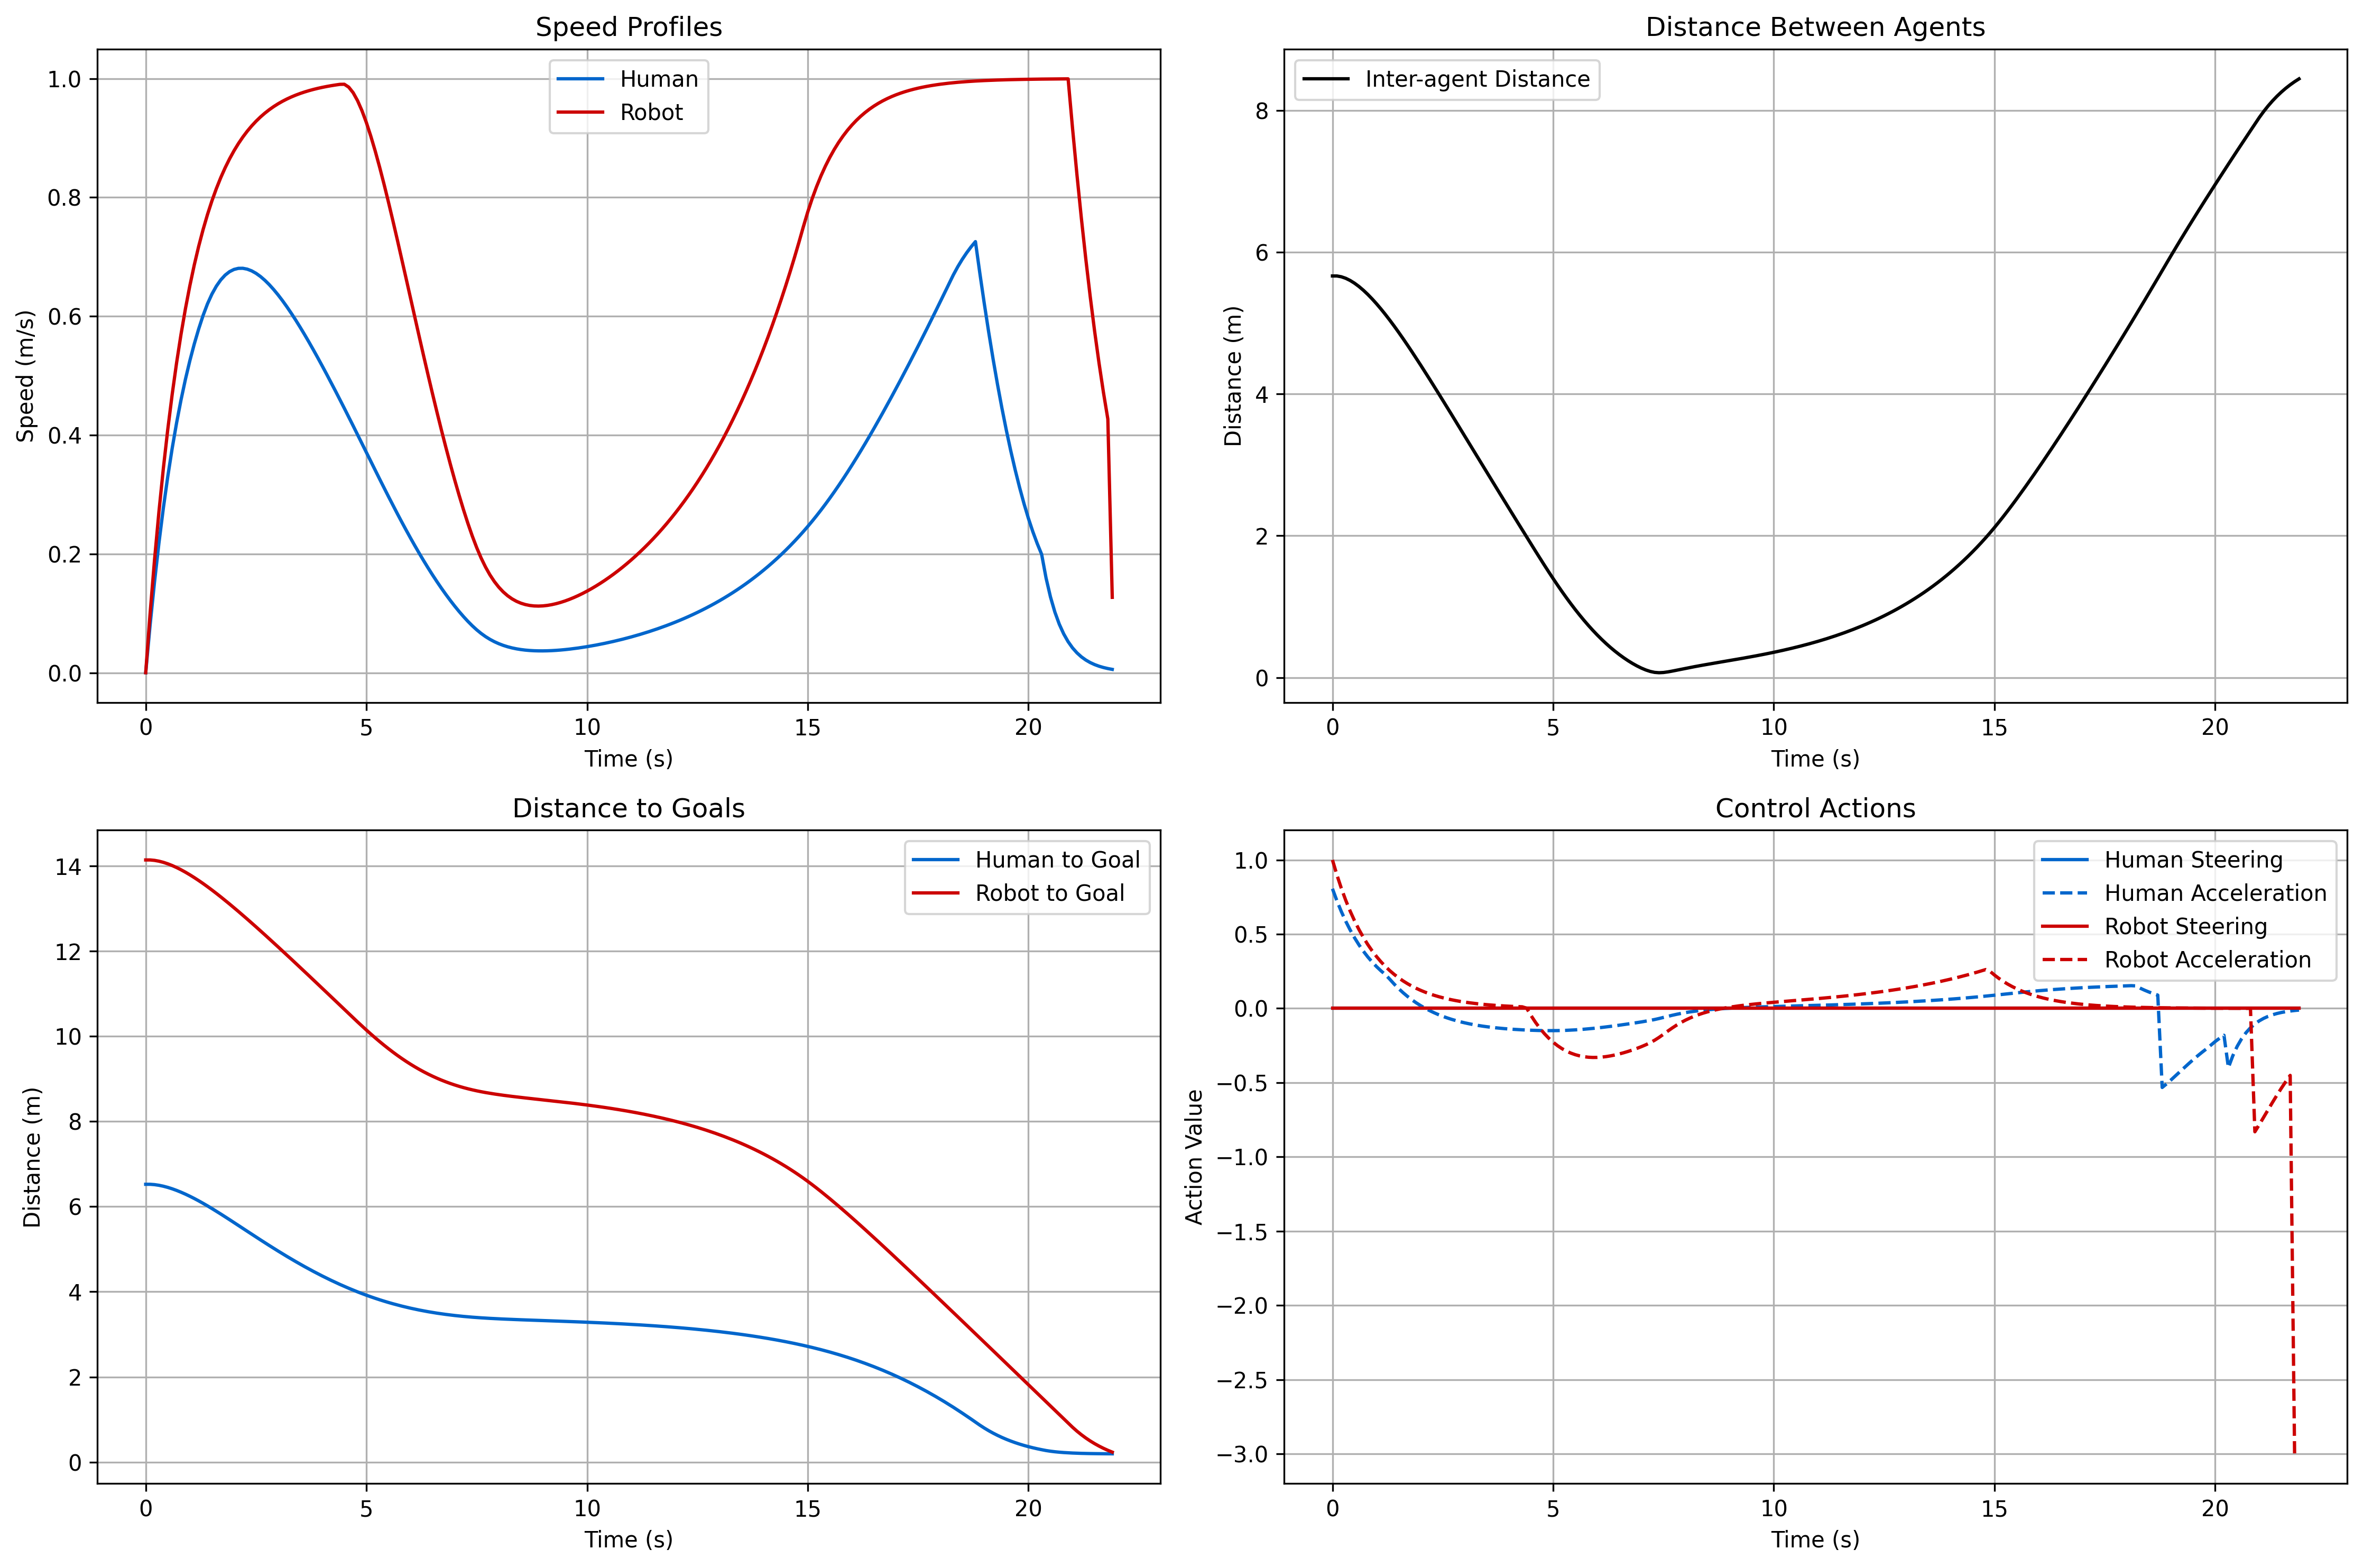 Speed Profiles
Speed (m/s)
1.0
0.8
0.6
0.4
0.2
0.0
Human
Robot
0 5 10 15 20
Time (s)
Distance Between Agents
Distance (m)
8
6
4
2
0
Inter-agent Distance
0 5 10 15 20
Time (s)
Distance to Goals
Distance (m)
14
12
10
8
6
4
2
0
Human to Goal
Robot to Goal
0 5 10 15 20
Time (s)
Control Actions
Action Value
1.0
0.5
0.0
−0.5
−1.0
−1.5
−2.0
−2.5
−3.0
Human Steering
Human Acceleration
Robot Steering
Robot Acceleration
0 5 10 15 20
Time (s)